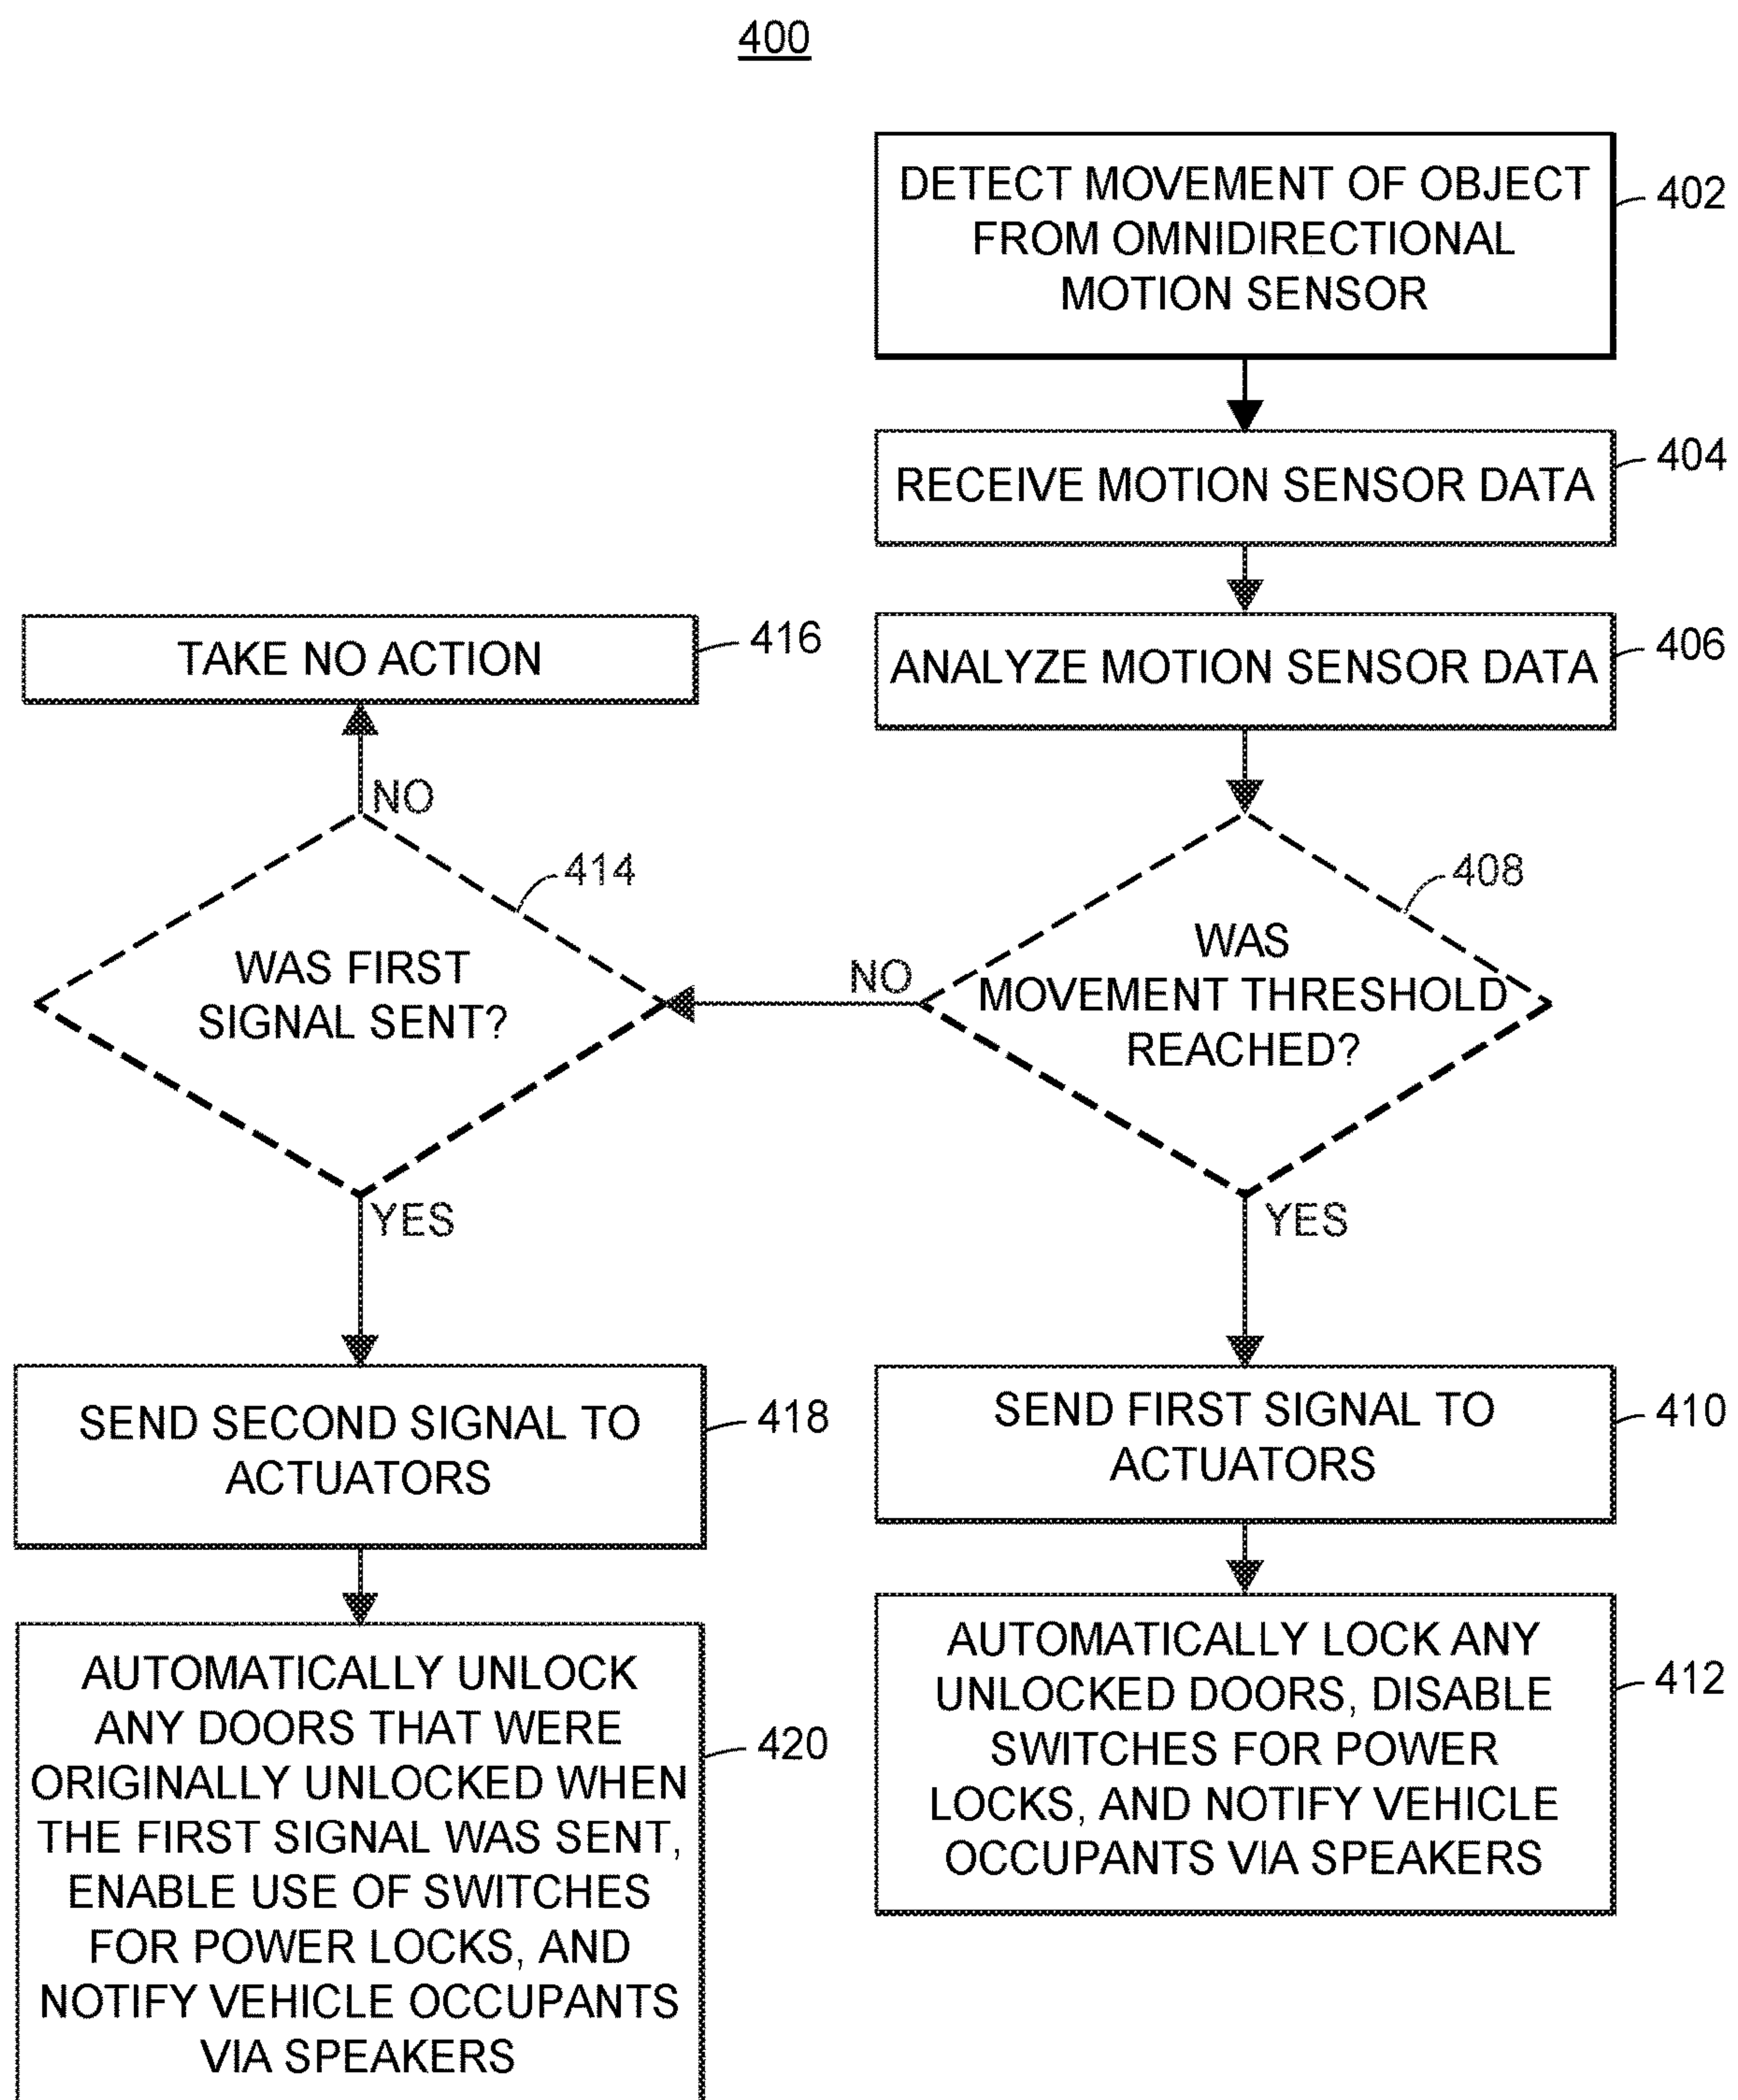 400
DETECT MOVEMENT OF OBJECT
FROM OMNIDIRECTIONAL
MOTION SENSOR
402
RECEIVE MOTION SENSOR DATA
404
ANALYZE MOTION SENSOR DATA
406
WAS
MOVEMENT THRESHOLD
REACHED?
408
NO
YES
SEND FIRST SIGNAL TO
ACTUATORS
410
AUTOMATICALLY LOCK ANY
UNLOCKED DOORS, DISABLE
SWITCHES FOR POWER
LOCKS, AND NOTIFY VEHICLE
OCCUPANTS VIA SPEAKERS
412
WAS FIRST
SIGNAL SENT?
414
NO
TAKE NO ACTION
416
YES
SEND SECOND SIGNAL TO
ACTUATORS
418
AUTOMATICALLY UNLOCK
ANY DOORS THAT WERE
ORIGINALLY UNLOCKED WHEN
THE FIRST SIGNAL WAS SENT,
ENABLE USE OF SWITCHES
FOR POWER LOCKS, AND
NOTIFY VEHICLE OCCUPANTS
VIA SPEAKERS
420